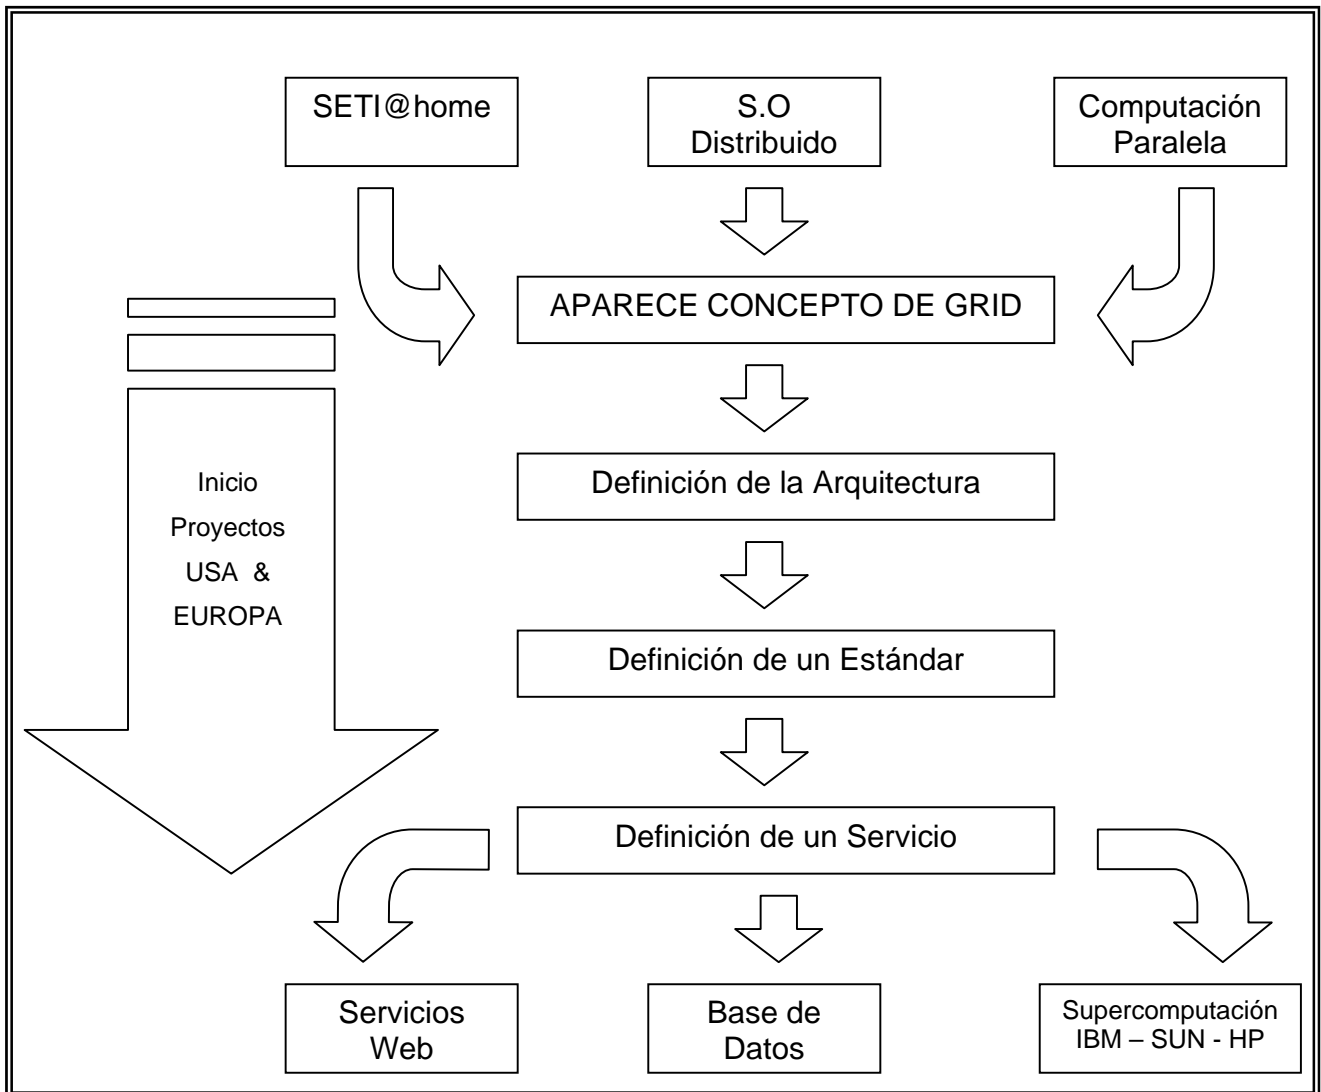 SETI@home
S.O
Distribuido
Computación
Paralela
APARECE CONCEPTO DE GRID
Definición de la Arquitectura
Inicio
Proyectos
USA &
EUROPA
Definición de un Estándar
Definición de un Servicio
Servicios
Web
Base de
Datos
Supercomputación
IBM – SUN - HP